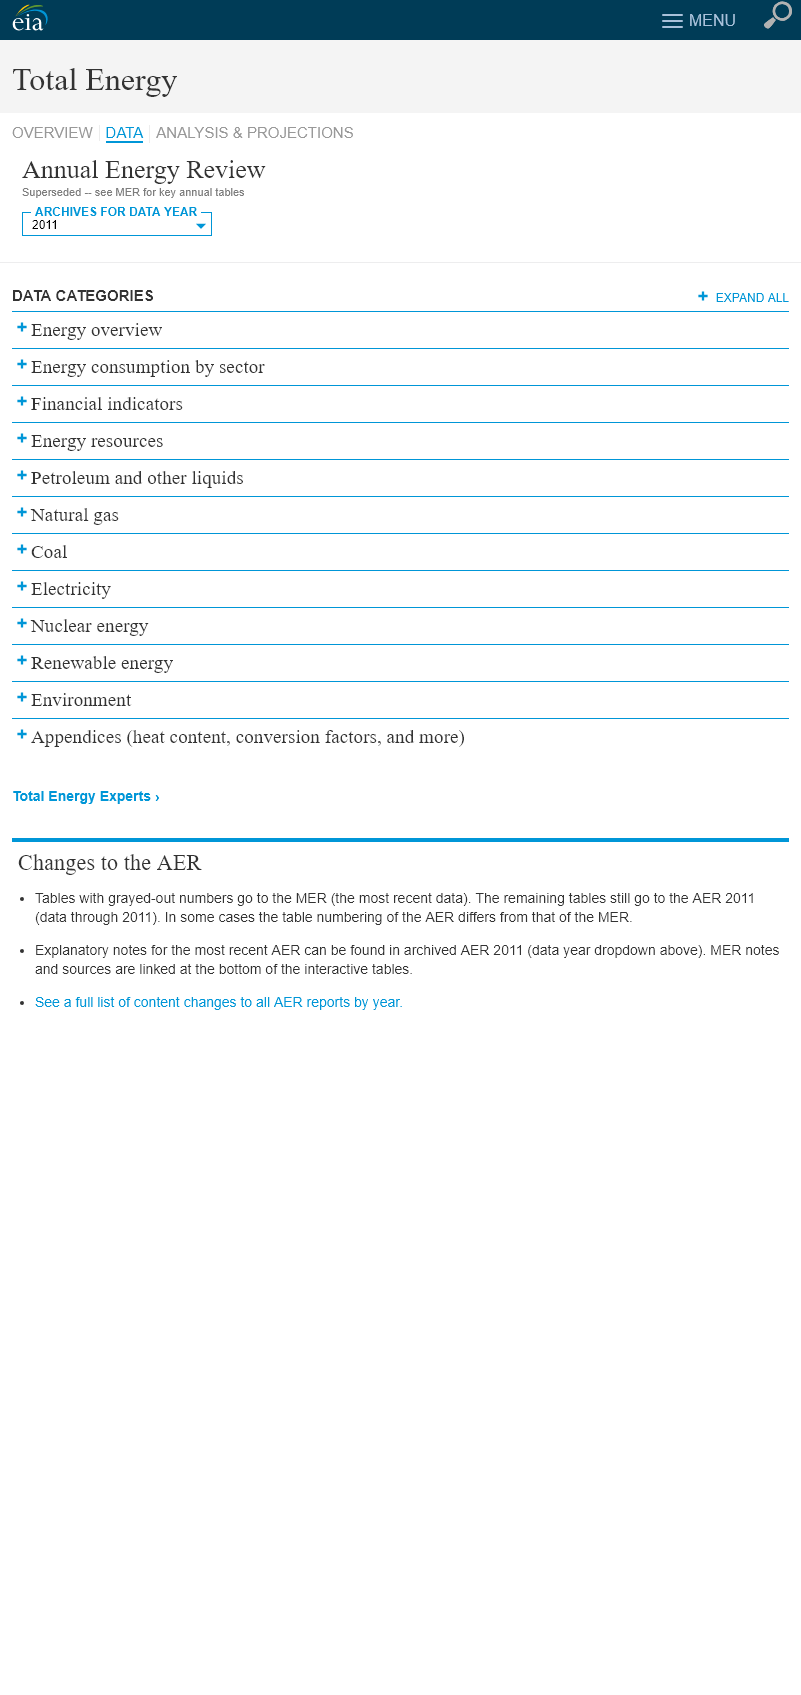 eia
MENU
Total Energy
OVERVIEW DATA ANALYSIS & PROJECTIONS
Annual Energy Review
Superseded -- see MER for key annual tables
ARCHIVES FOR DATA YEAR
2011
DATA CATEGORIES
+ EXPAND ALL
+ Energy overview
+ Energy consumption by sector
+ Financial indicators
+ Energy resources
+ Petroleum and other liquids
+ Natural gas
+ Coal
+ Electricity
+ Nuclear energy
+ Renewable energy
+ Environment
+ Appendices (heat content, conversion factors, and more)
Total Energy Experts ›
Changes to the AER
• Tables with grayed-out numbers go to the MER (the most recent data). The remaining tables still go to the AER 2011
(data through 2011). In some cases the table numbering of the AER differs from that of the MER.
• Explanatory notes for the most recent AER can be found in archived AER 2011 (data year dropdown above). MER notes
and sources are linked at the bottom of the interactive tables.
• See a full list of content changes to all AER reports by year.